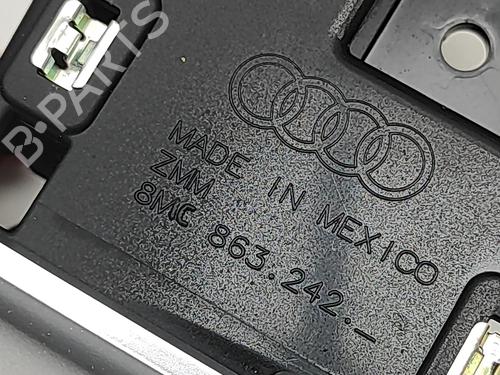 B·PARTS
MADE IN MEXICO
ZMM
8MC 863.242.-